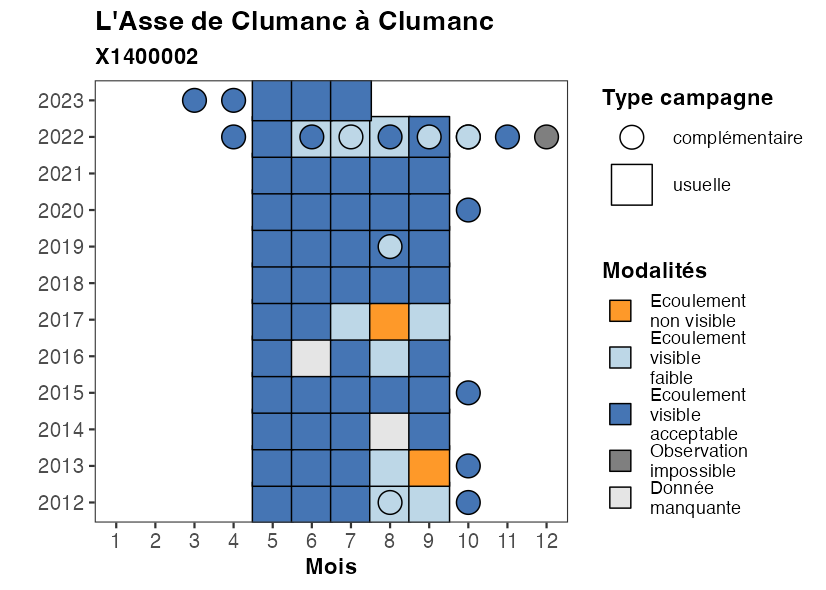 L'Asse de Clumanc à Clumanc
X1400002
2023
2022
2021
2020
2019
2018
2017
2016
2015
2014
2013
2012
1 2 3 4 5 6 7 8 9 10 11 12
Mois
Type campagne
complémentaire
usuelle
Modalités
Ecoulement
non visible
Ecoulement
visible
faible
Ecoulement
visible
acceptable
Observation
impossible
Donnée
manquante